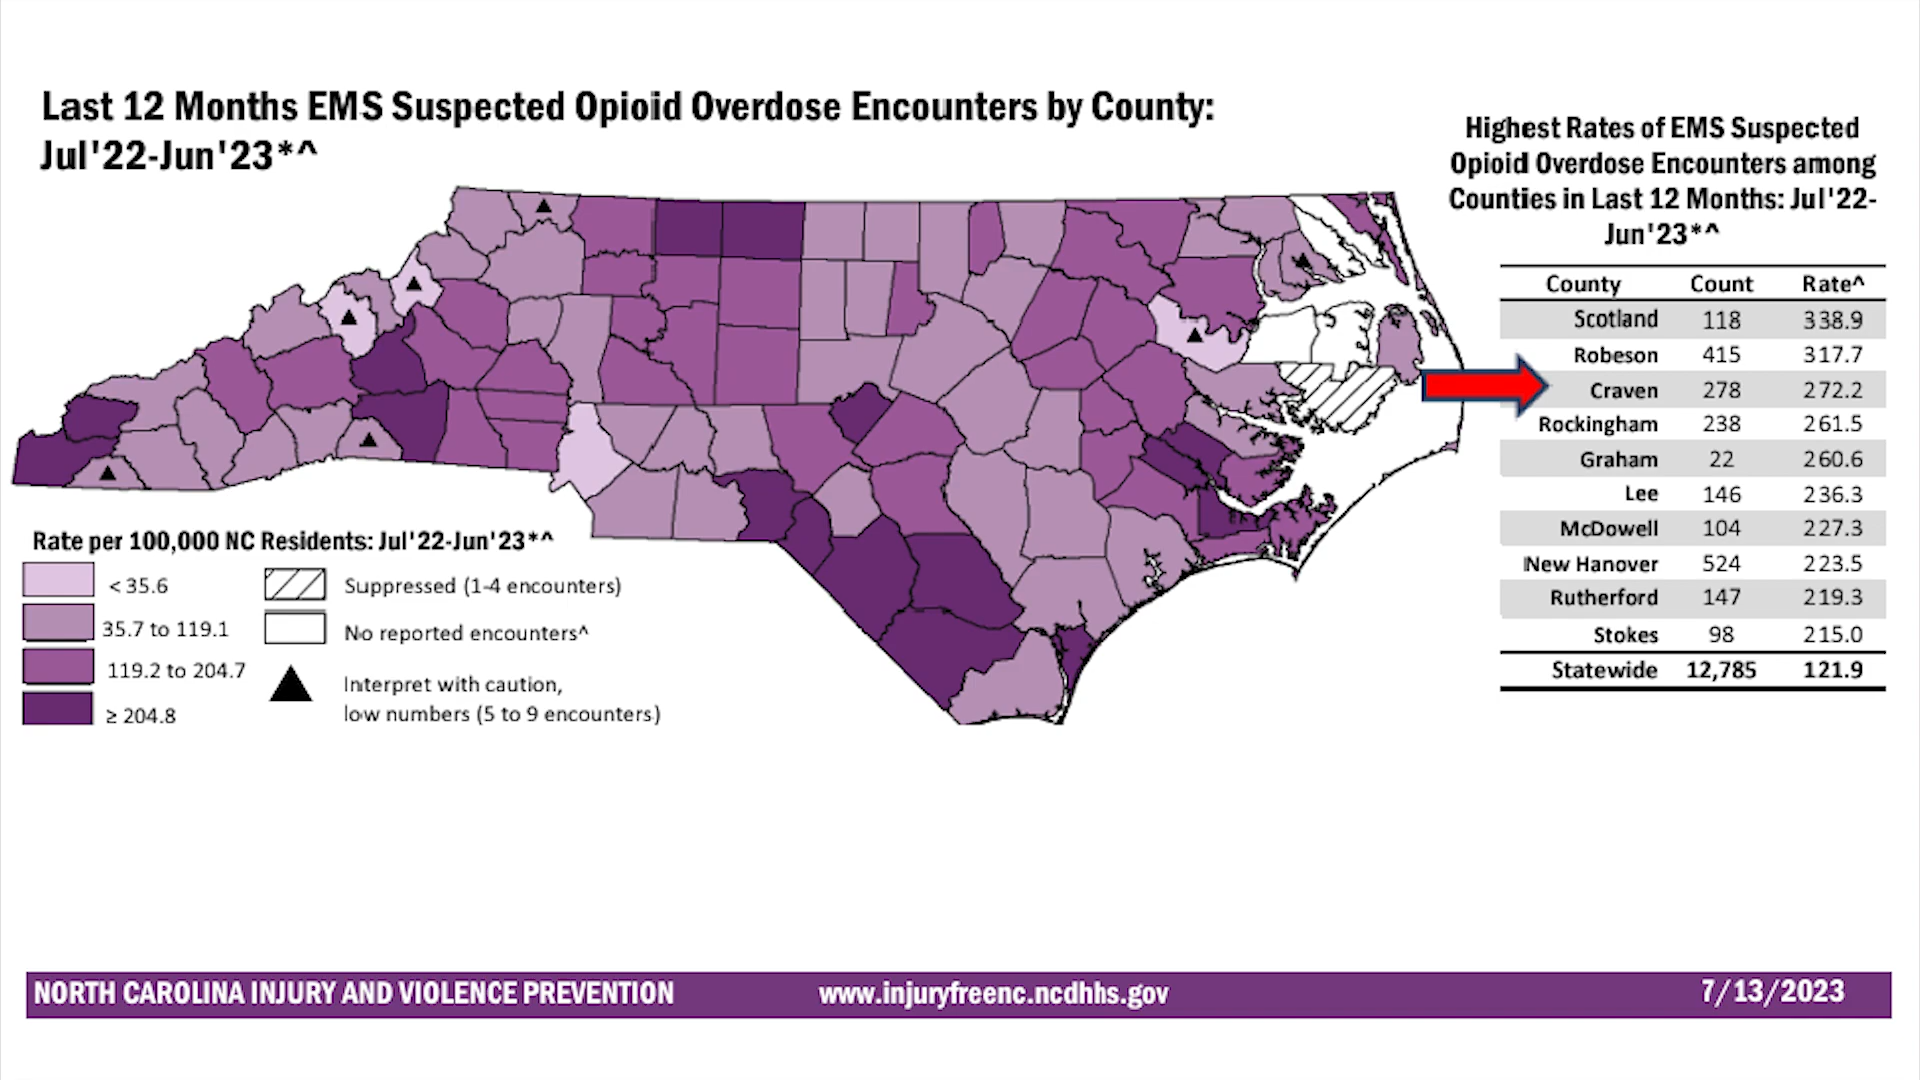 Last 12 Months EMS Suspected Opioid Overdose Encounters by County:
Jul'22-Jun'23*^
Highest Rates of EMS Suspected
Opioid Overdose Encounters among
Counties in Last 12 Months: Jul'22-
Jun'23*^
County Count Rate^
Scotland 118 338.9
Robeson 415 317.7
Craven 278 272.2
Rockingham 238 261.5
Graham 22 260.6
Lee 146 236.3
McDowell 104 227.3
New Hanover 524 223.5
Rutherford 147 219.3
Stokes 98 215.0
Statewide 12,785 121.9
Rate per 100,000 NC Residents: Jul'22-Jun'23*^
< 35.6
35.7 to 119.1
119.2 to 204.7
≥ 204.8
Suppressed (1-4 encounters)
No reported encounters^
Interpret with caution,
low numbers (5 to 9 encounters)
NORTH CAROLINA INJURY AND VIOLENCE PREVENTION www.injuryfreenc.ncdhhs.gov 7/13/2023